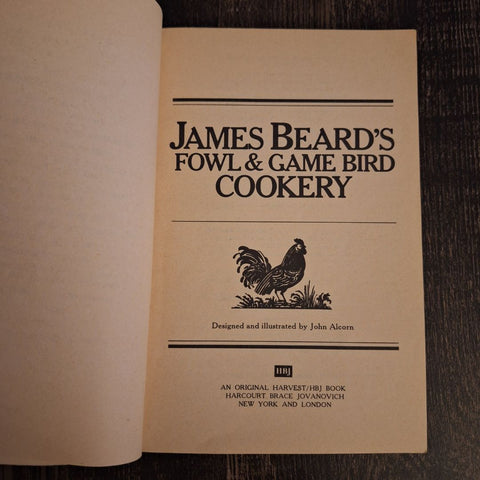 JAMES BEARD'S
FOWL & GAME BIRD
COOKERY
Designed and illustrated by John Alcorn
HBJ
AN ORIGINAL HARVEST/HBJ BOOK
HARCOURT BRACE JOVANOVICH
NEW YORK AND LONDON